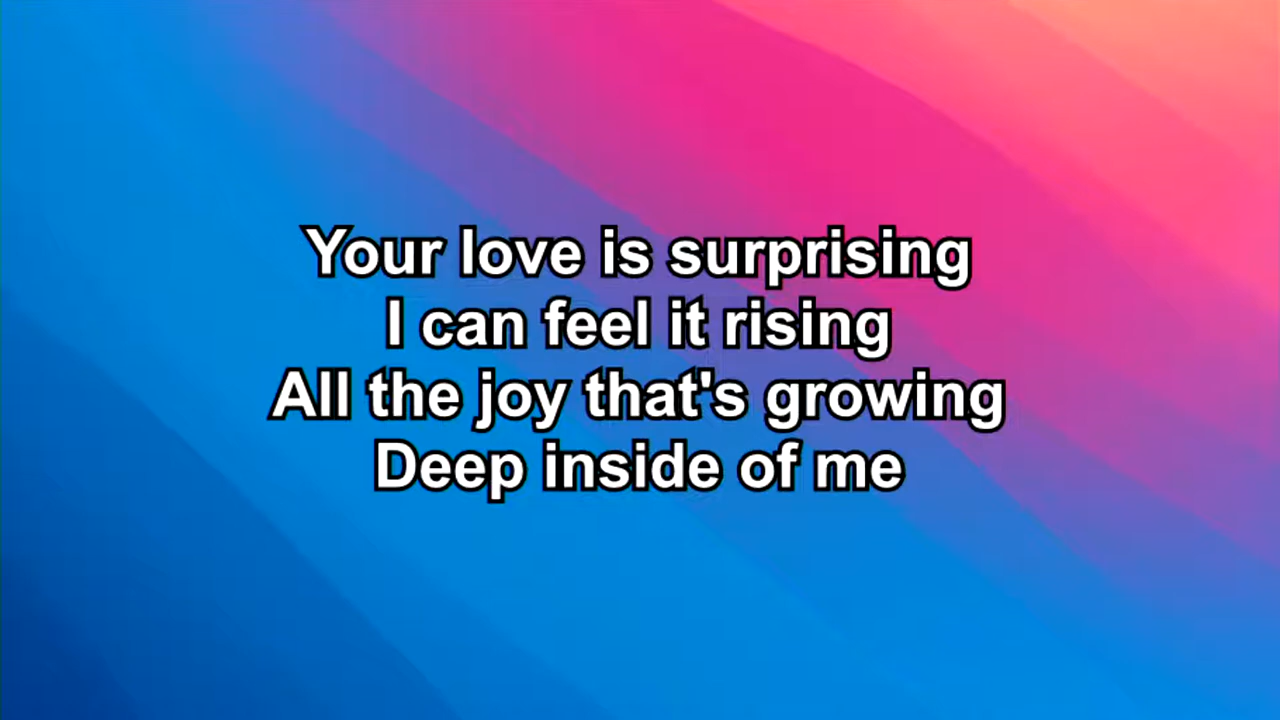 Your love is surprising
I can feel it rising
All the joy that's growing
Deep inside of me